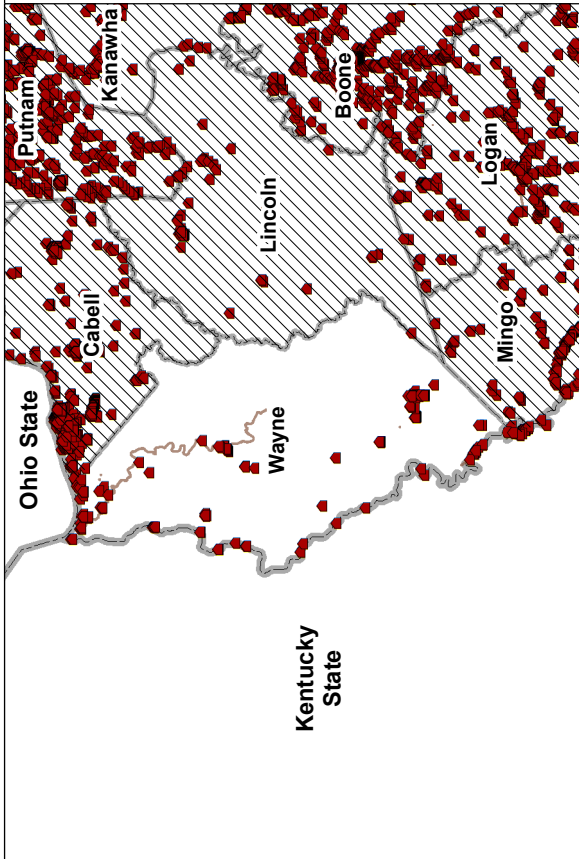 Ohio State
Putnam
Kanawha
Cabell
Boone
Lincoln
Logan
Wayne
Mingo
Kentucky
State